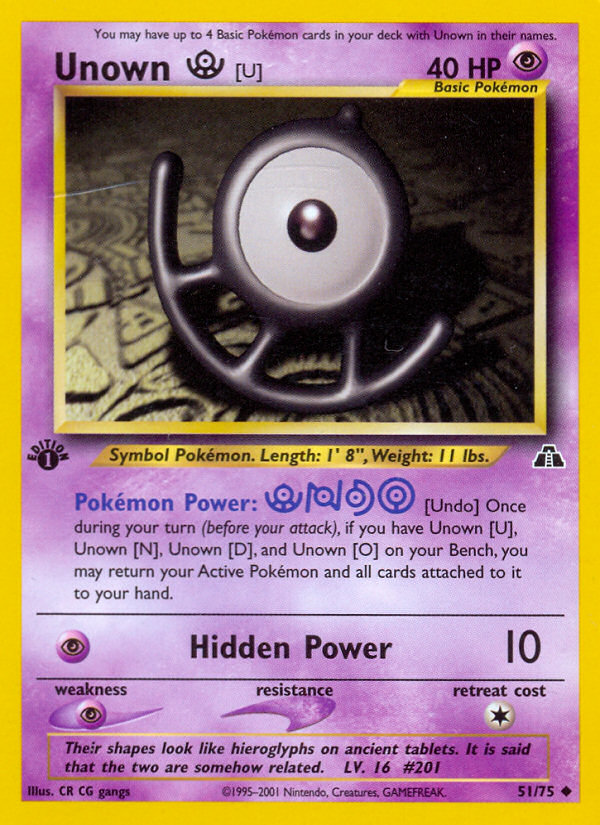 You may have up to 4 Basic Pokémon cards in your deck with Unown in their names.
Unown [U] 40 HP
Basic Pokémon
EDITION
1
Symbol Pokémon. Length: 1' 8", Weight: 11 lbs.
Pokémon Power: UNDO [Undo] Once
during your turn (before your attack), if you have Unown [U],
Unown [N], Unown [D], and Unown [O] on your Bench, you
may return your Active Pokémon and all cards attached to it
to your hand.
Hidden Power 10
weakness resistance retreat cost
Their shapes look like hieroglyphs on ancient tablets. It is said
that the two are somehow related. LV. 16 #201
Illus. CR CG gangs ©1995-2001 Nintendo, Creatures, GAMEFREAK. 51/75